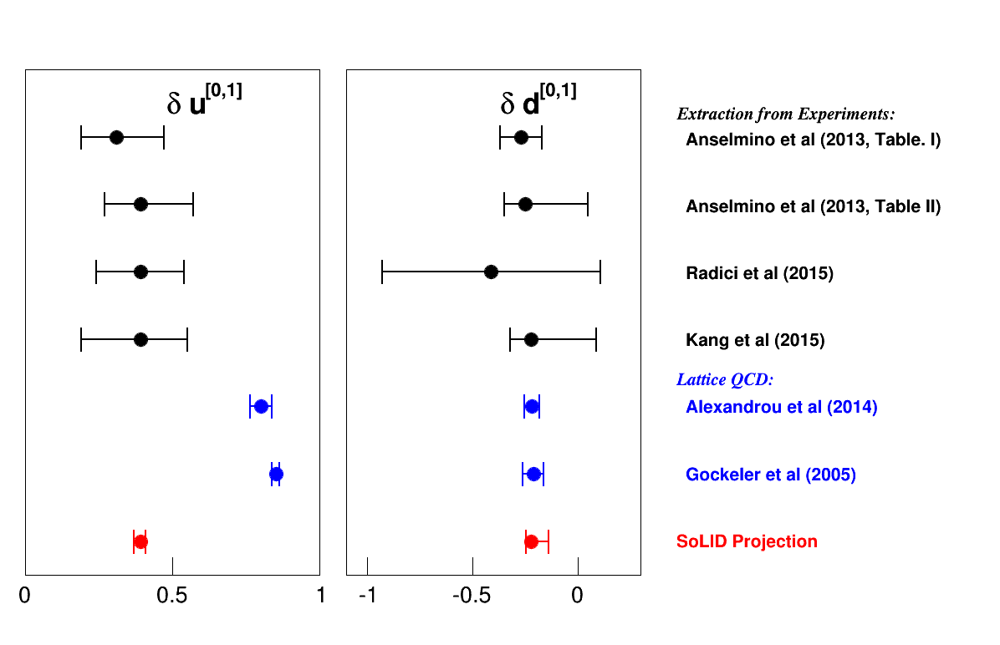 δ u[0,1]
δ d[0,1]
Extraction from Experiments:
Anselmino et al (2013, Table. I)
Anselmino et al (2013, Table II)
Radici et al (2015)
Kang et al (2015)
Lattice QCD:
Alexandrou et al (2014)
Gockeler et al (2005)
SoLID Projection
0 0.5 1
-1 -0.5 0